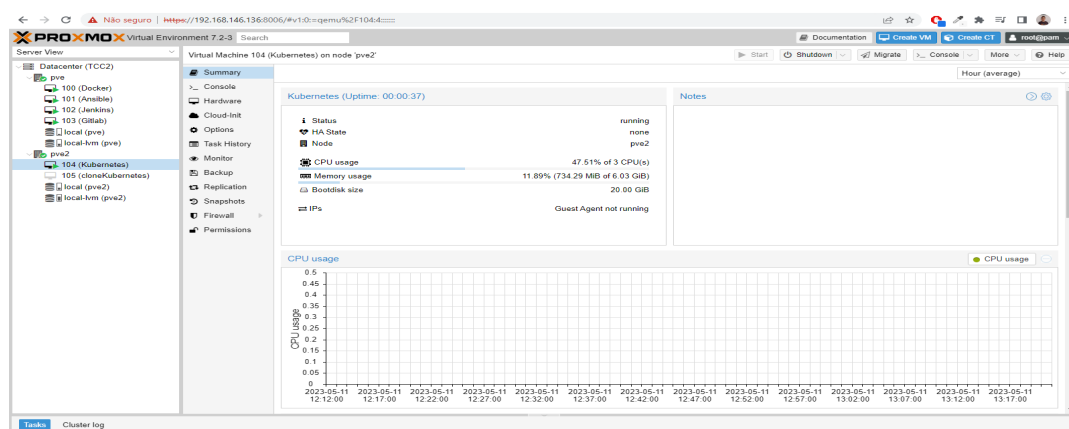 Não seguro | https://192.168.146.136:8006/#v1:0:=qemu%2F104:4:::::::
PROXMOX Virtual Environment 7.2-3 Search Documentation Create VM Create CT root@pam
Server View
Virtual Machine 104 (Kubernetes) on node 'pve2' Start Shutdown Migrate Console More Help
Datacenter (TCC2)
pve
100 (Docker)
101 (Ansible)
102 (Jenkins)
103 (Gitlab)
local (pve)
local-lvm (pve)
pve2
104 (Kubernetes)
105 (cloneKubernetes)
local (pve2)
local-lvm (pve2)
Summary
Console
Hardware
Cloud-Init
Options
Task History
Monitor
Backup
Replication
Snapshots
Firewall
Permissions
Hour (average)
Kubernetes (Uptime: 00:00:37)
Status running
HA State none
Node pve2
CPU usage 47.51% of 3 CPU(s)
Memory usage 11.89% (734.29 MiB of 6.03 GiB)
Bootdisk size 20.00 GiB
IPs Guest Agent not running
Notes
CPU usage
CPU usage
CPU usage
0.5
0.45
0.4
0.35
0.3
0.25
0.2
0.15
0.1
0.05
0
2023-05-11 2023-05-11 2023-05-11 2023-05-11 2023-05-11 2023-05-11 2023-05-11 2023-05-11 2023-05-11 2023-05-11 2023-05-11 2023-05-11 2023-05-11 2023-05-11
12:12:00 12:17:00 12:22:00 12:27:00 12:32:00 12:37:00 12:42:00 12:47:00 12:52:00 12:57:00 13:02:00 13:07:00 13:12:00 13:17:00
Tasks Cluster log